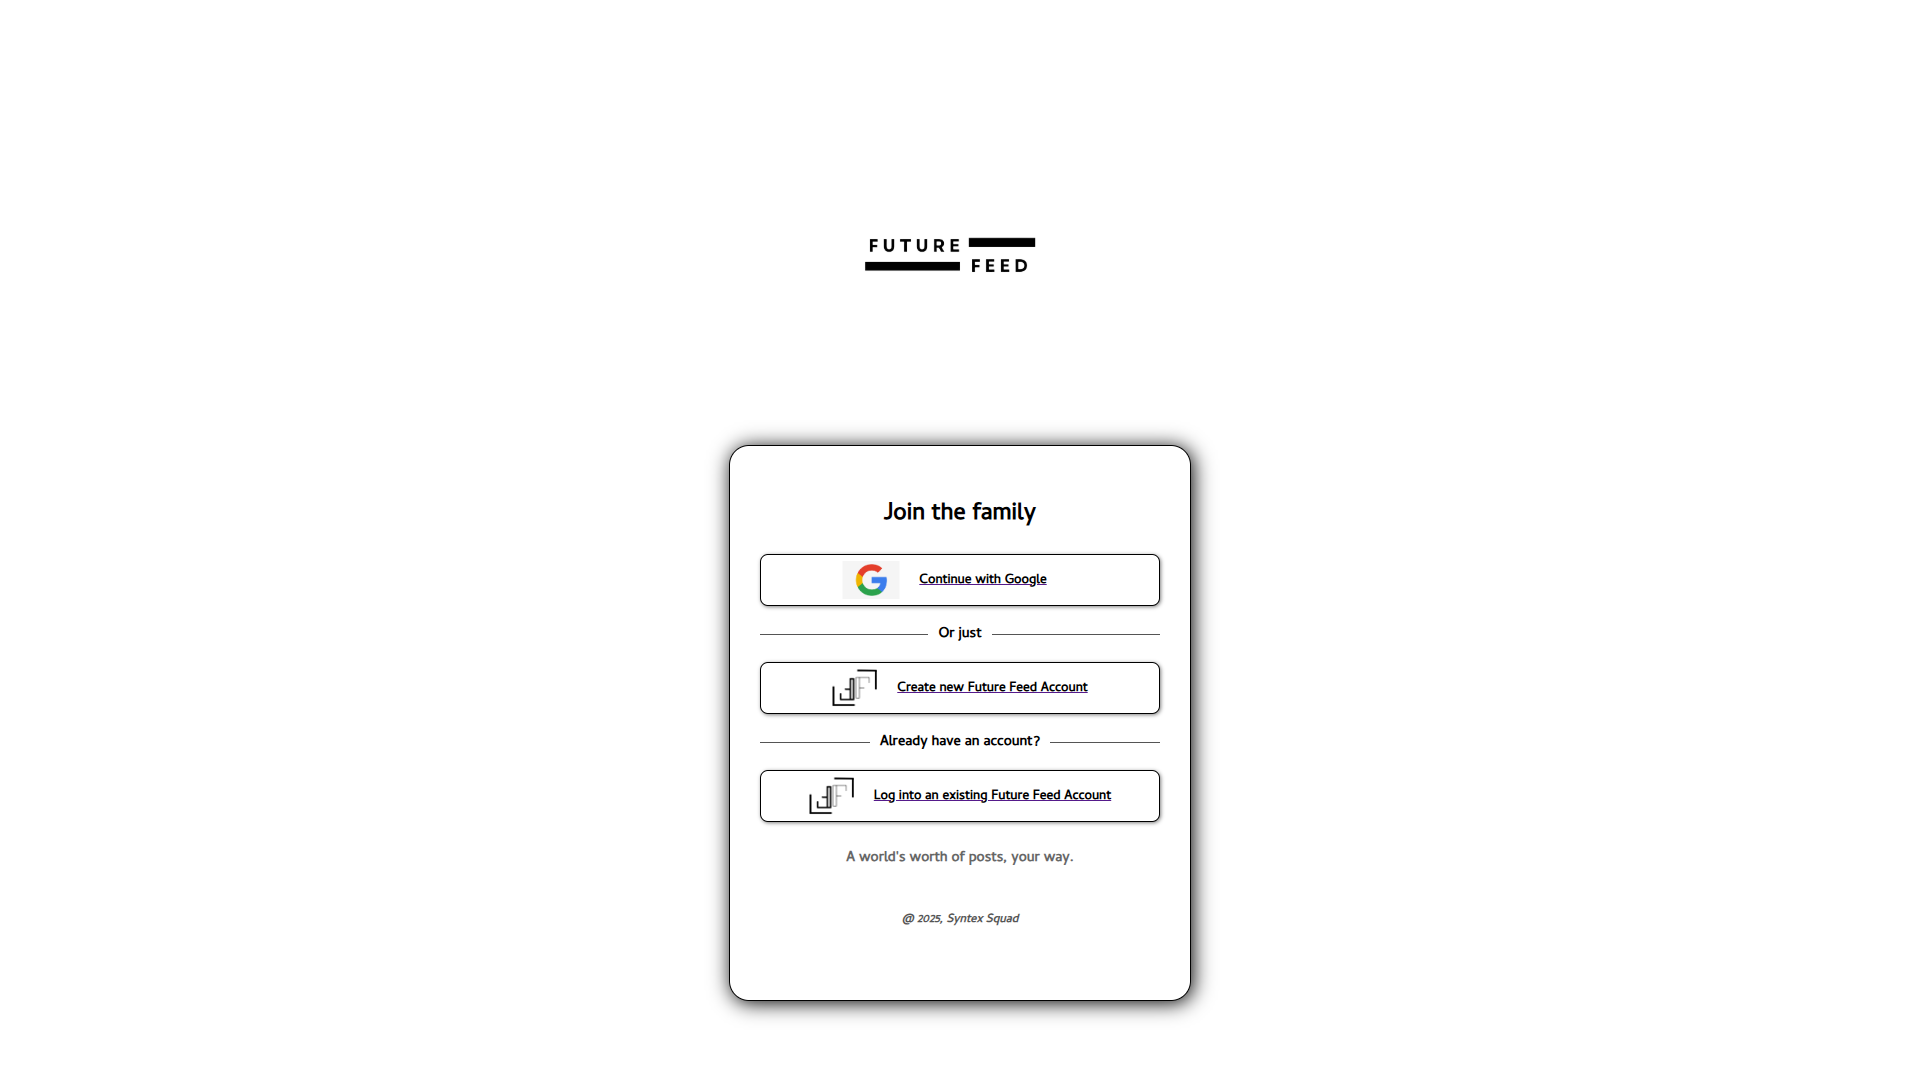 FUTURE
FEED
Join the family
Continue with Google
Or just
Create new Future Feed Account
Already have an account?
Log into an existing Future Feed Account
A world's worth of posts, your way.
@ 2025, Syntex Squad